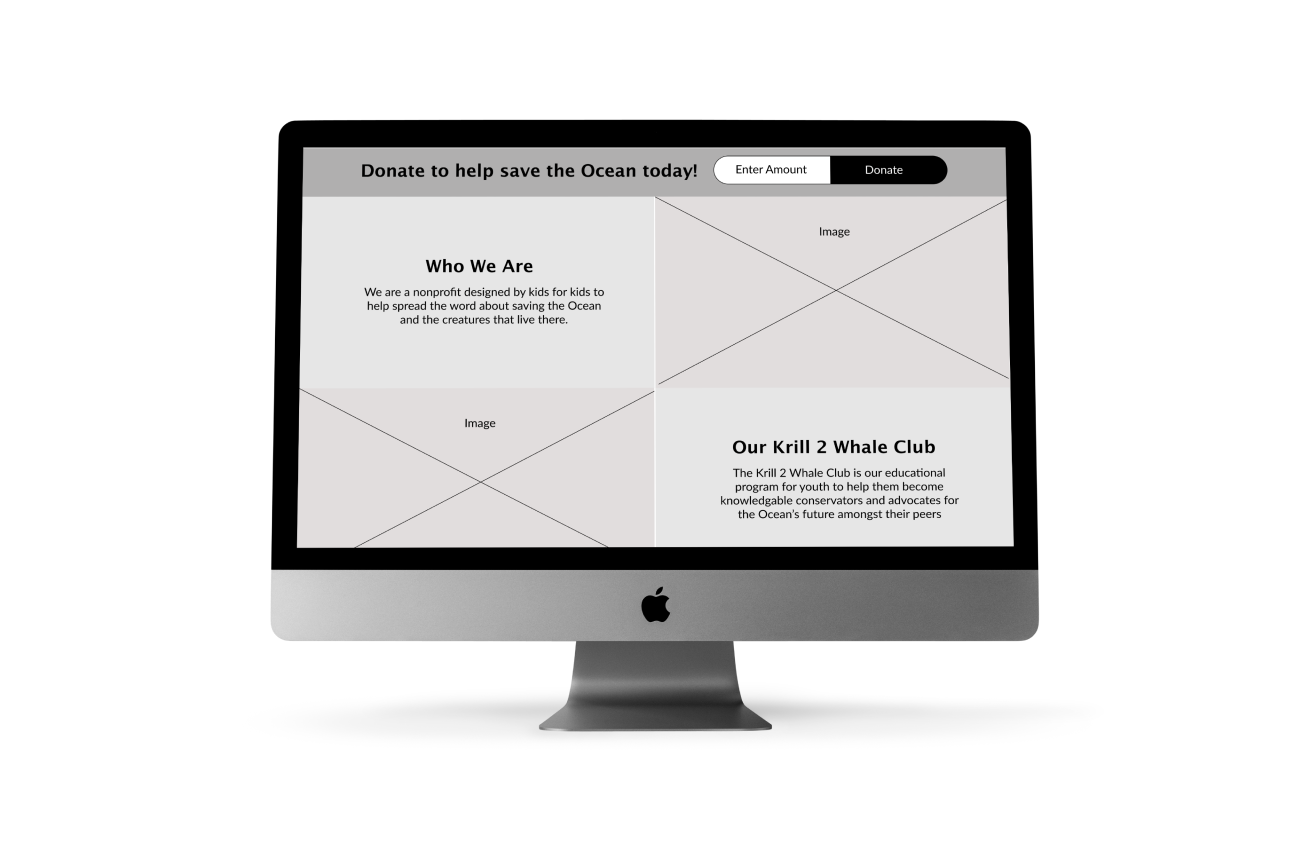 Donate to help save the Ocean today!
Enter Amount
Donate
Who We Are
We are a nonprofit designed by kids for kids to
help spread the word about saving the Ocean
and the creatures that live there.
Image
Image
Our Krill 2 Whale Club
The Krill 2 Whale Club is our educational
program for youth to help them become
knowledgable conservators and advocates for
the Ocean's future amongst their peers